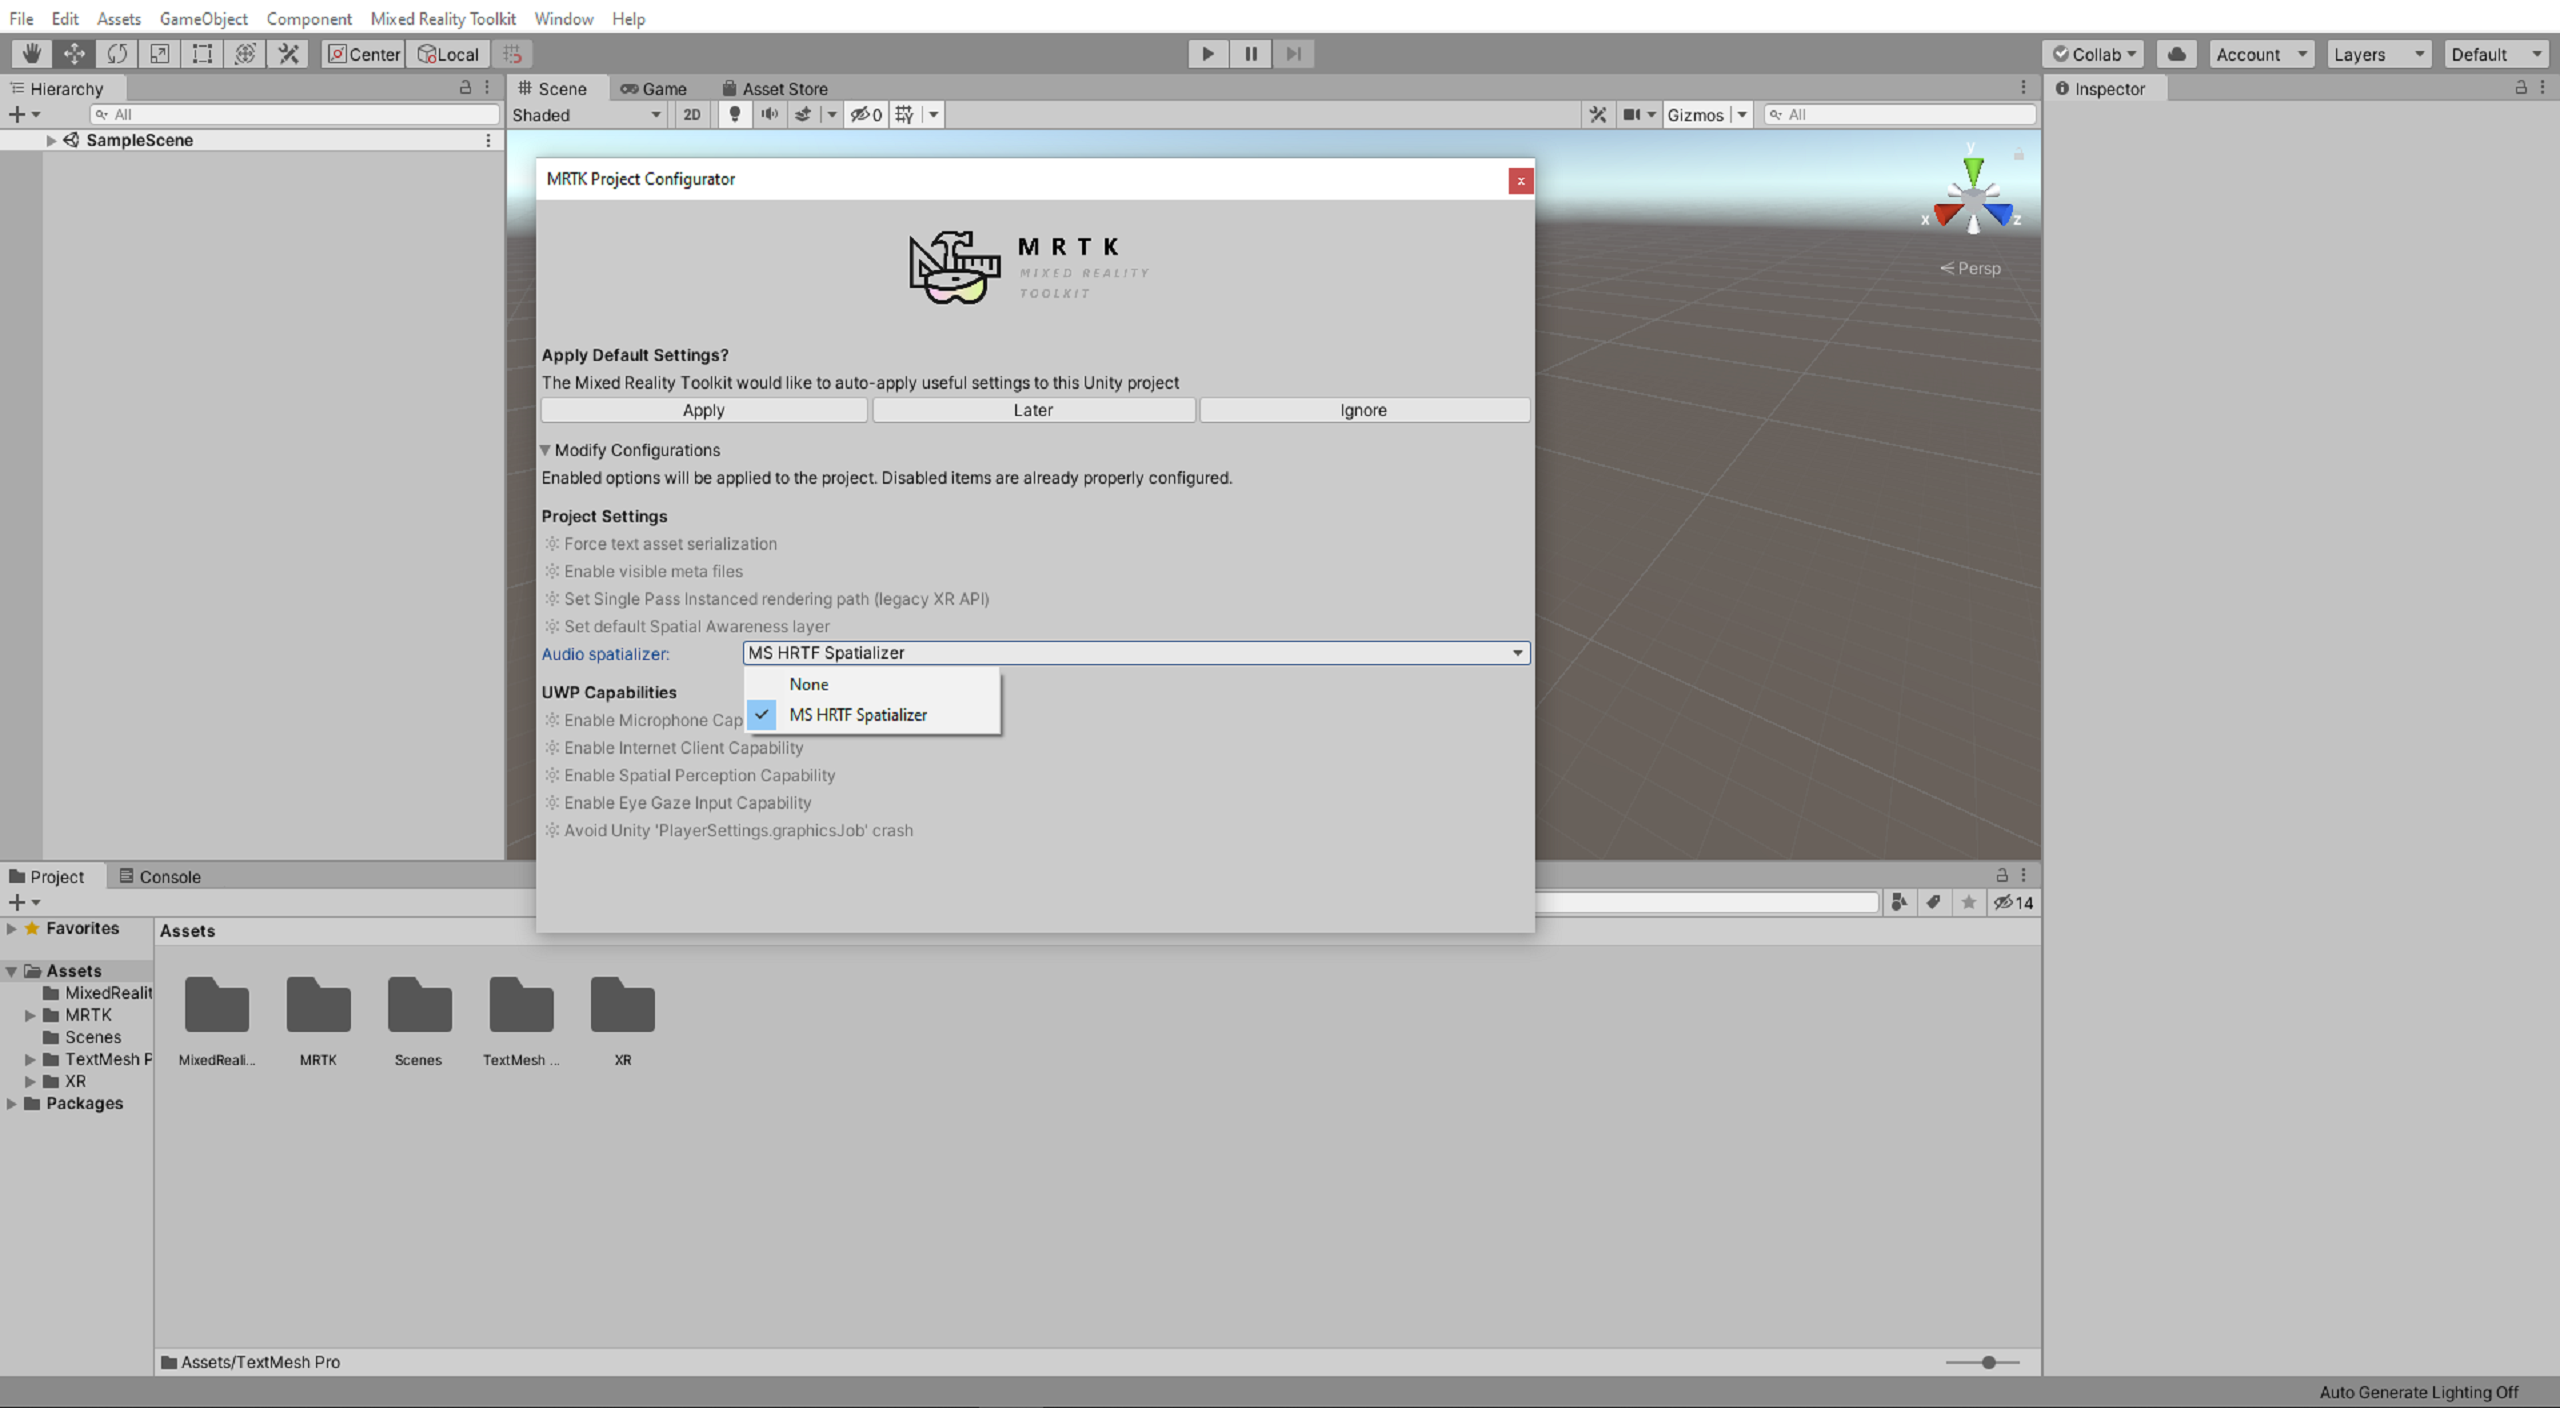 File Edit Assets GameObject Component Mixed Reality Toolkit Window Help
Center Local Collab Account Layers Default
Hierarchy
All
SampleScene
Scene Game Asset Store
Shaded 2D 0 Gizmos All
Inspector
y
x z
Persp
MRTK Project Configurator
x
MRTK
MIXED REALITY
TOOLKIT
Apply Default Settings?
The Mixed Reality Toolkit would like to auto-apply useful settings to this Unity project
Apply Later Ignore
Modify Configurations
Enabled options will be applied to the project. Disabled items are already properly configured.
Project Settings
Force text asset serialization
Enable visible meta files
Set Single Pass Instanced rendering path (legacy XR API)
Set default Spatial Awareness layer
Audio spatializer: MS HRTF Spatializer
None
MS HRTF Spatializer
UWP Capabilities
Enable Microphone Cap
Enable Internet Client Capability
Enable Spatial Perception Capability
Enable Eye Gaze Input Capability
Avoid Unity 'PlayerSettings.graphicsJob' crash
Project Console
14
Favorites
Assets
MixedRealit
MRTK
Scenes
TextMesh P
XR
Packages
Assets
MixedReali... MRTK Scenes TextMesh ... XR
Assets/TextMesh Pro
Auto Generate Lighting Off